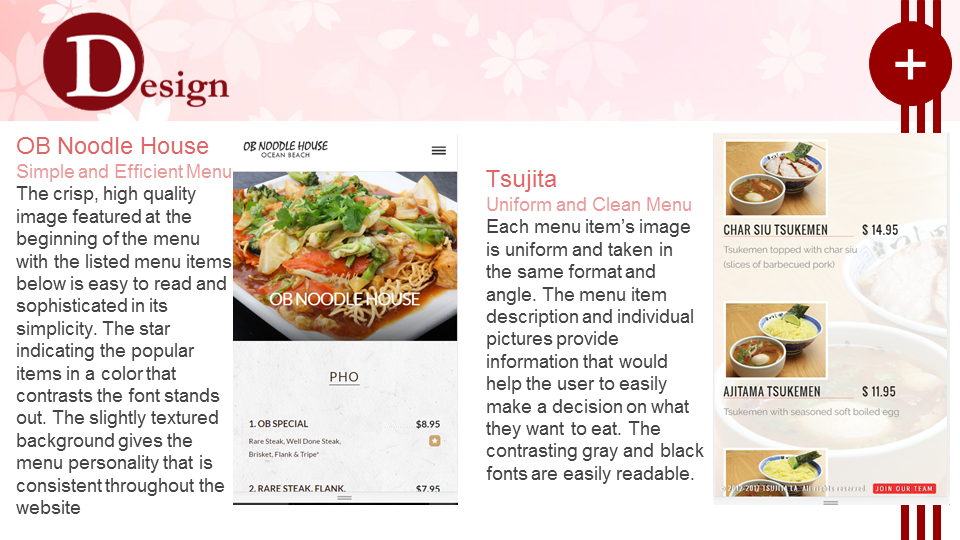 Design
+
OB Noodle House
Simple and Efficient Menu
The crisp, high quality
image featured at the
beginning of the menu
with the listed menu items
below is easy to read and
sophisticated in its
simplicity. The star
indicating the popular
items in a color that
contrasts the font stands
out. The slightly textured
background gives the
menu personality that is
consistent throughout the
website
OB NOODLE HOUSE
OCEAN BEACH
OB NOODLE HOUSE
PHO
1. OB SPECIAL $8.95
Rare Steak, Well Done Steak,
Brisket, Flank & Tripe*
2. RARE STEAK, FLANK, $7.95
Tsujita
Uniform and Clean Menu
Each menu item’s image
is uniform and taken in
the same format and
angle. The menu item
description and individual
pictures provide
information that would
help the user to easily
make a decision on what
they want to eat. The
contrasting gray and black
fonts are easily readable.
CHAR SIU TSUKEMEN $ 14.95
Tsukemen topped with char siu
(slices of barbecued pork)
AJITAMA TSUKEMEN $ 11.95
Tsukemen with seasoned soft boiled egg
© 2012-2017 TSUJITA LA. All rights reserved. JOIN OUR TEAM